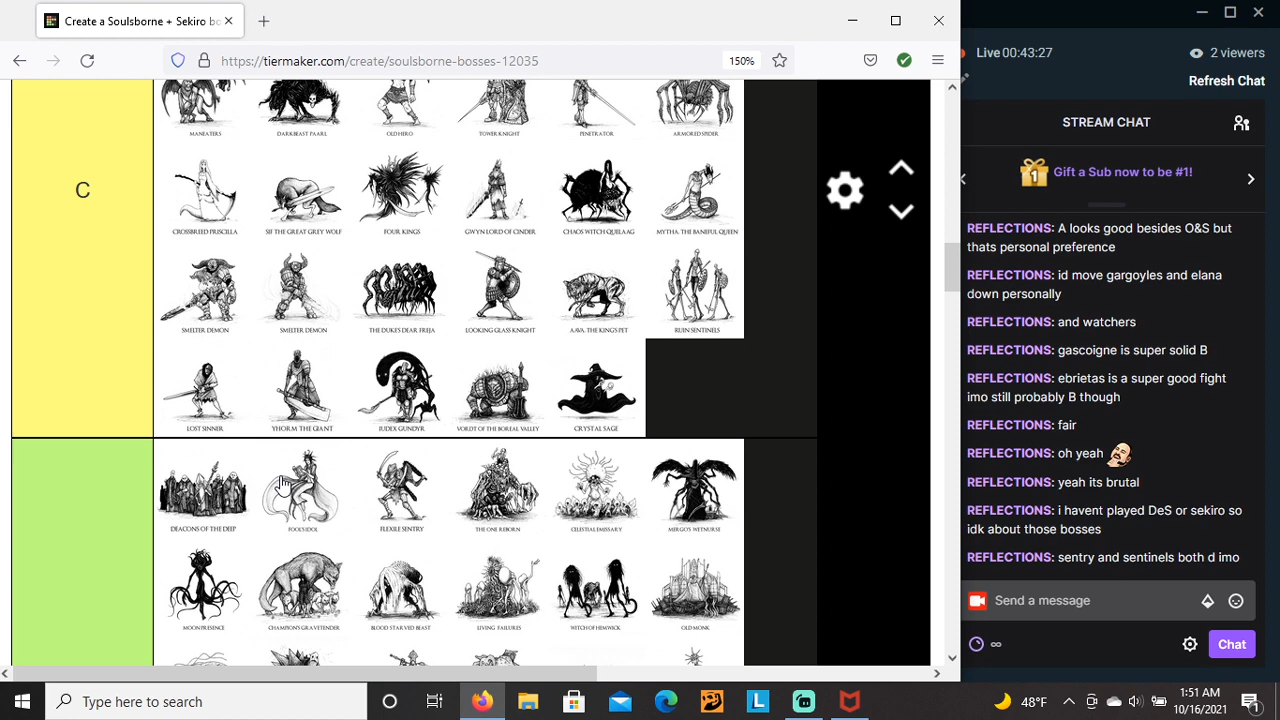 Create a Soulsborne + Sekiro bo
https://tiermaker.com/create/soulsborne-bosses-12035
150%
MANEATERS
DARKBEAST PAARL
OLD HERO
TOWER KNIGHT
PENETRATOR
ARMORED SPIDER
C
CROSSBREED PRISCILLA
SIF THE GREAT GREY WOLF
FOUR KINGS
GWYN LORD OF CINDER
CHAOS WITCH QUELAAG
MYTHA, THE BANEFUL QUEEN
SMELTER DEMON
SMELTER DEMON
THE DUKES DEAR FREJA
LOOKING GLASS KNIGHT
AAVA, THE KING'S PET
RUIN SENTINELS
LOST SINNER
YHORM THE GIANT
IUDEX GUNDYR
VORDT OF THE BOREAL VALLEY
CRYSTAL SAGE
DEACONS OF THE DEEP
FOOL'S IDOL
FLEXILE SENTRY
THE ONE REBORN
CELESTIAL EMISSARY
MERGO'S WETNURSE
MOON PRESENCE
CHAMPION'S GRAVETENDER
BLOOD STARVED BEAST
LIVING FAILURES
WITCH OF HEMWICK
OLD MONK
Live 00:43:27
2 viewers
Refresh Chat
STREAM CHAT
1
Gift a Sub now to be #1!
REFLECTIONS: A looks good besides O&S but
thats personal preference
REFLECTIONS: id move gargoyles and elana
down personally
REFLECTIONS: and watchers
REFLECTIONS: gascoigne is super solid B
REFLECTIONS: ebrietas is a super good fight
imo still probably B though
REFLECTIONS: fair
REFLECTIONS: oh yeah
REFLECTIONS: yeah its brutal
REFLECTIONS: i havent played DeS or sekiro so
idk about those bosses
REFLECTIONS: sentry and sentinels both d imo
Send a message
∞
Chat
Type here to search
L
48°F
1:51 AM
10/16/2021
1